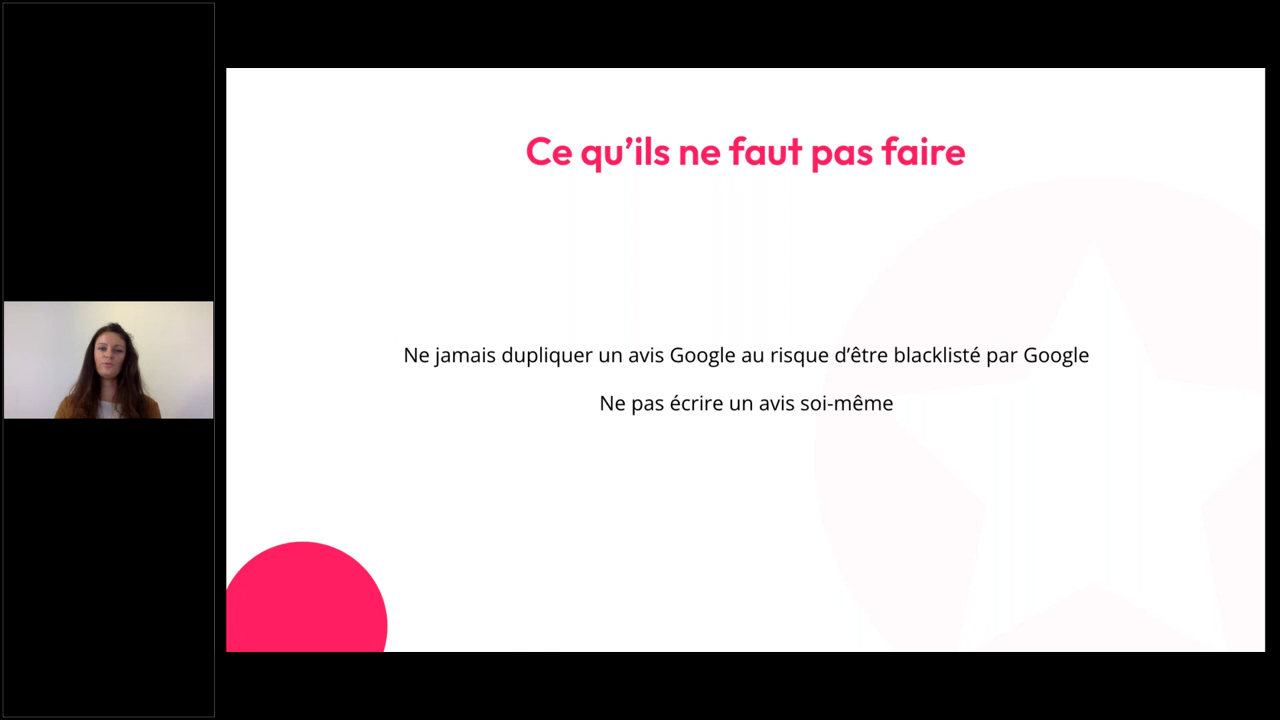 Ce qu’ils ne faut pas faire
Ne jamais dupliquer un avis Google au risque d’être blacklisté par Google
Ne pas écrire un avis soi-même